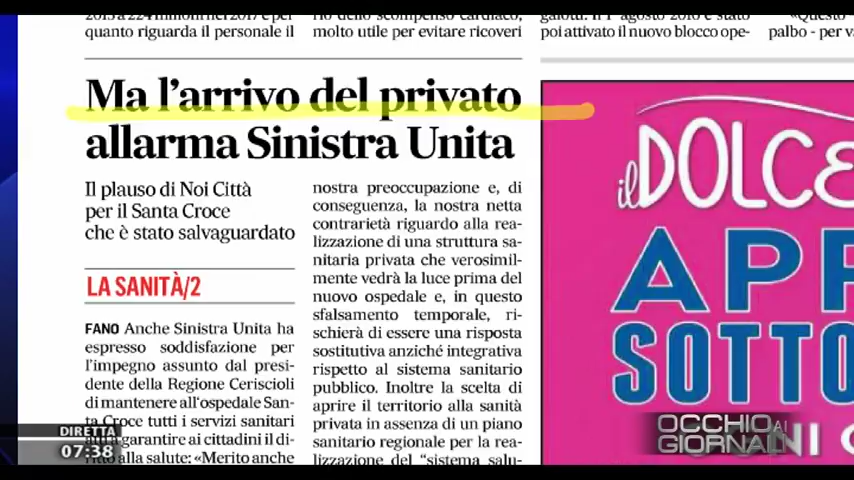 quanto riguarda il personale il
rio dello scompenso cardiaco,
molto utile per evitare ricoveri
poi attivato il nuovo blocco ope-
palbo - per
Ma l'arrivo del privato
allarma Sinistra Unita
Il plauso di Noi Città
per il Santa Croce
che è stato salvaguardato
LA SANITÀ/2
FANO Anche Sinistra Unita ha
espresso soddisfazione per
l'impegno assunto dal presi-
dente della Regione Ceriscioli
di mantenere all'ospedale San-
ta Croce tutti i servizi sanitari
a garantire ai cittadini il di-
alla salute: «Merito anche
nostra preoccupazione e, di
conseguenza, la nostra netta
contrarietà riguardo alla rea-
lizzazione di una struttura sa-
nitaria privata che verosimil-
mente vedrà la luce prima del
nuovo ospedale e, in questo
sfalsamento temporale, ri-
schierà di essere una risposta
sostitutiva anziché integrativa
rispetto al sistema sanitario
pubblico. Inoltre la scelta di
aprire il territorio alla sanità
privata in assenza di un piano
sanitario regionale per la rea-
lizzazione del "sistema salu-
il DOLCE
APP
SOTTO
DIRETTA
07:38
OCCHIO AI
GIORNALI